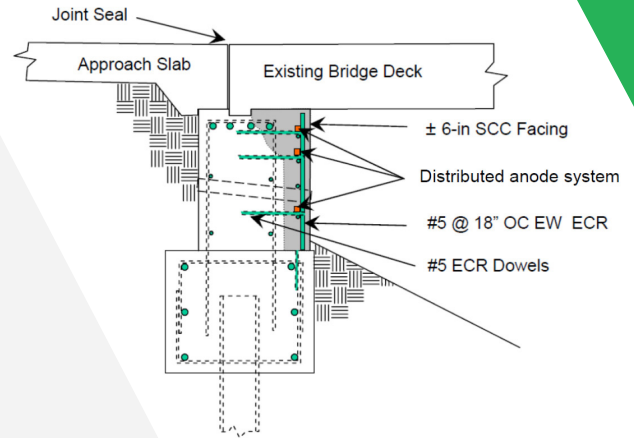 Joint Seal
Approach Slab
Existing Bridge Deck
± 6-in SCC Facing
Distributed anode system
#5 @ 18" OC EW ECR
#5 ECR Dowels